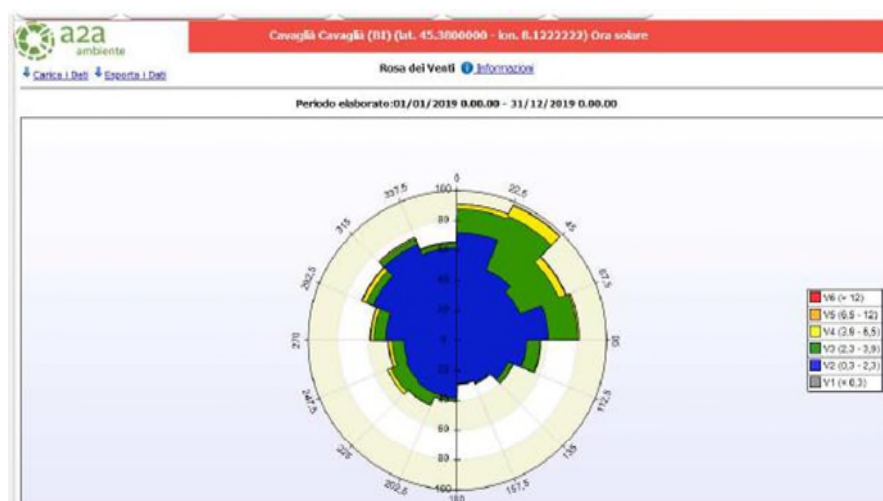 a2a
ambiente
Cavaglià Cavaglià (BI) (lat. 45.3800000 - lon. 8.1222222) Ora solare
Carica i Dati Esporta i Dati
Rosa dei Venti Informazioni
Periodo elaborato:01/01/2019 0.00.00 - 31/12/2019 0.00.00
0
337,5
100
22,5
315
80
45
292,5
67,5
270
0
90
V6 (> 12)
V5 (6,5 - 12)
V4 (3,9 - 6,5)
V3 (2,3 - 3,9)
V2 (0,3 - 2,3)
V1 (< 0,3)
247,5
40
112,5
60
225
80
135
202,5
100
157,5
180